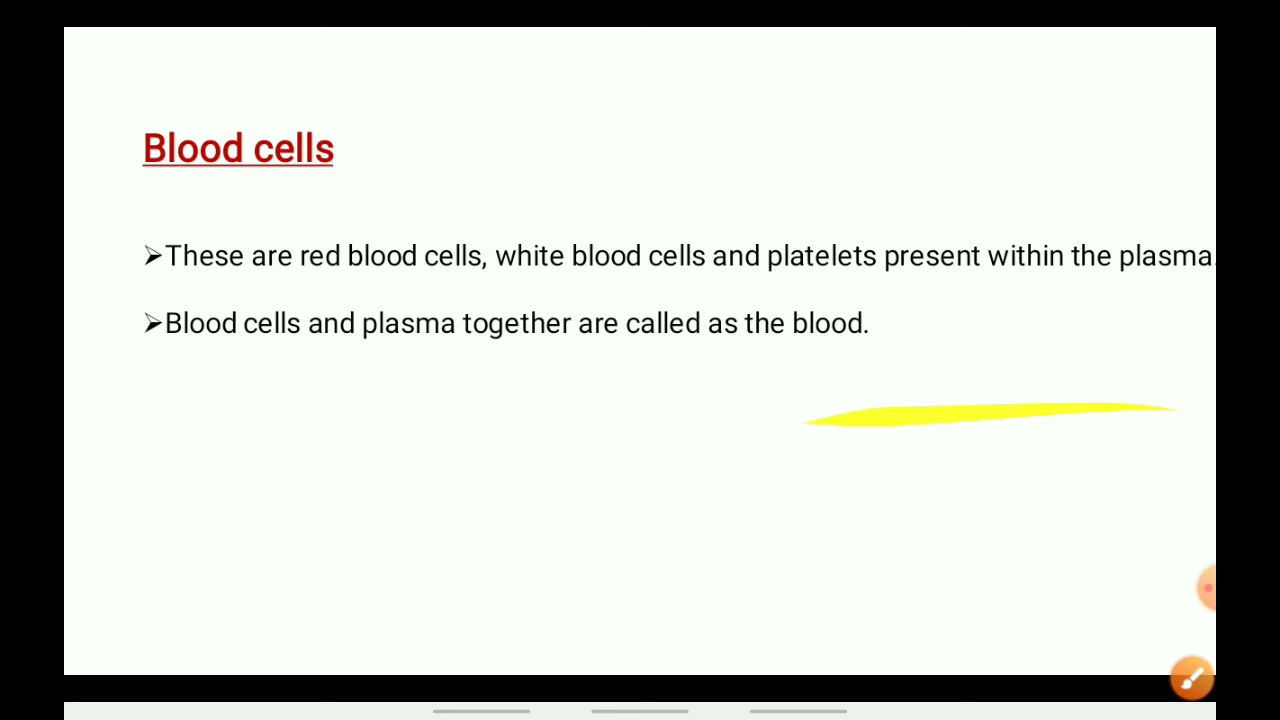 Blood cells
➢These are red blood cells, white blood cells and platelets present within the plasma.
➢Blood cells and plasma together are called as the blood.